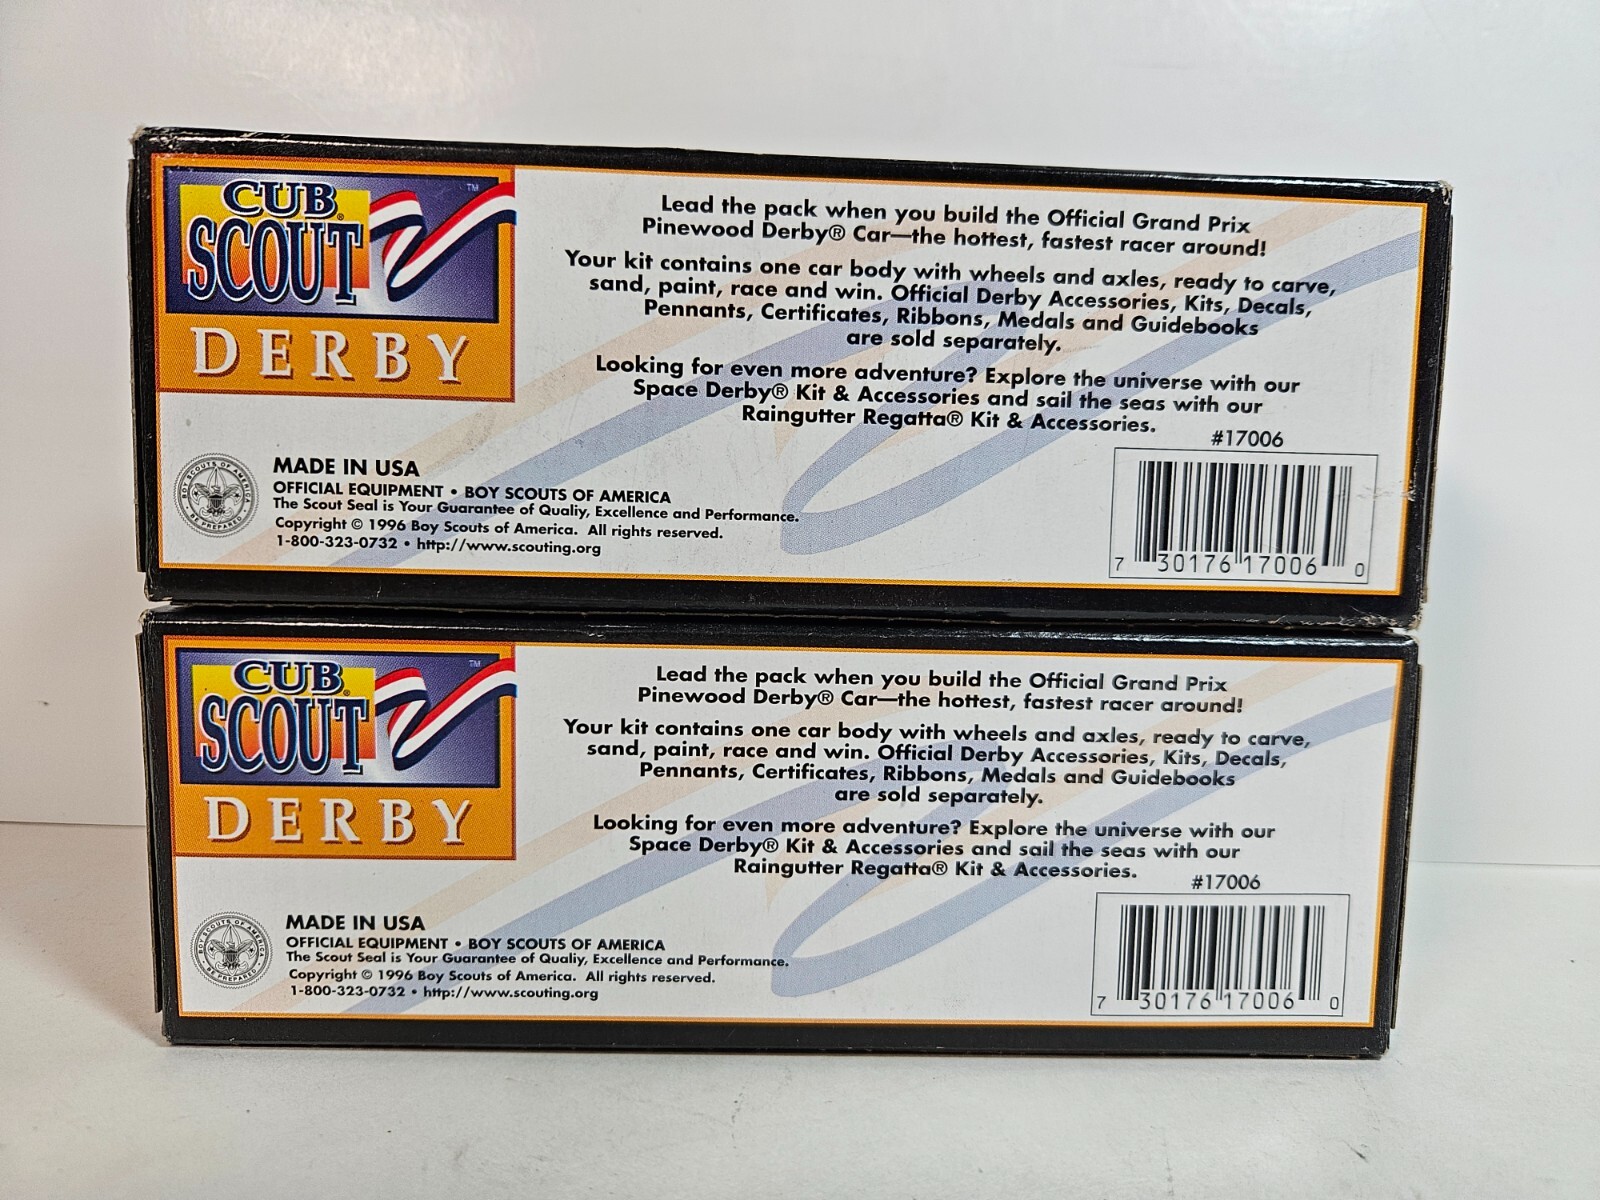 CUB
SCOUT®
™
DERBY
Lead the pack when you build the Official Grand Prix
Pinewood Derby® Car—the hottest, fastest racer around!
Your kit contains one car body with wheels and axles, ready to carve,
sand, paint, race and win. Official Derby Accessories, Kits, Decals,
Pennants, Certificates, Ribbons, Medals and Guidebooks
are sold separately.
Looking for even more adventure? Explore the universe with our
Space Derby® Kit & Accessories and sail the seas with our
Raingutter Regatta® Kit & Accessories.
#17006
BOY SCOUTS OF AMERICA
BE PREPARED
MADE IN USA
OFFICIAL EQUIPMENT • BOY SCOUTS OF AMERICA
The Scout Seal is Your Guarantee of Qualiy, Excellence and Performance.
Copyright © 1996 Boy Scouts of America. All rights reserved.
1-800-323-0732 • http://www.scouting.org
7 30176 17006 0
CUB
SCOUT®
™
DERBY
Lead the pack when you build the Official Grand Prix
Pinewood Derby® Car—the hottest, fastest racer around!
Your kit contains one car body with wheels and axles, ready to carve,
sand, paint, race and win. Official Derby Accessories, Kits, Decals,
Pennants, Certificates, Ribbons, Medals and Guidebooks
are sold separately.
Looking for even more adventure? Explore the universe with our
Space Derby® Kit & Accessories and sail the seas with our
Raingutter Regatta® Kit & Accessories.
#17006
BOY SCOUTS OF AMERICA
BE PREPARED
MADE IN USA
OFFICIAL EQUIPMENT • BOY SCOUTS OF AMERICA
The Scout Seal is Your Guarantee of Qualiy, Excellence and Performance.
Copyright © 1996 Boy Scouts of America. All rights reserved.
1-800-323-0732 • http://www.scouting.org
7 30176 17006 0